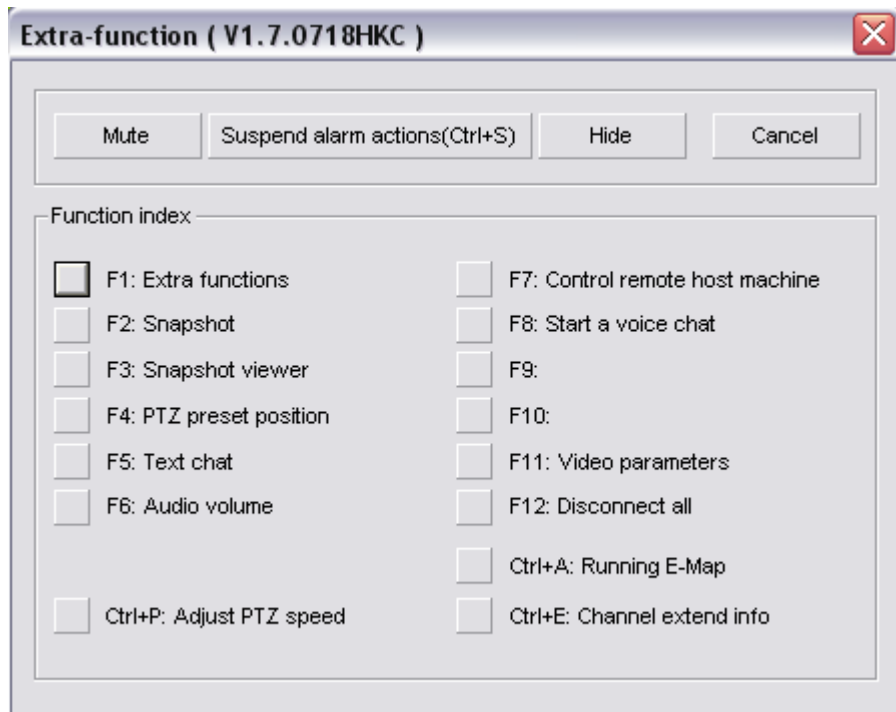 Extra-function ( V1.7.0718HKC )
Mute
Suspend alarm actions(Ctrl+S)
Hide
Cancel
Function index
F1: Extra functions
F2: Snapshot
F3: Snapshot viewer
F4: PTZ preset position
F5: Text chat
F6: Audio volume
Ctrl+P: Adjust PTZ speed
F7: Control remote host machine
F8: Start a voice chat
F9:
F10:
F11: Video parameters
F12: Disconnect all
Ctrl+A: Running E-Map
Ctrl+E: Channel extend info